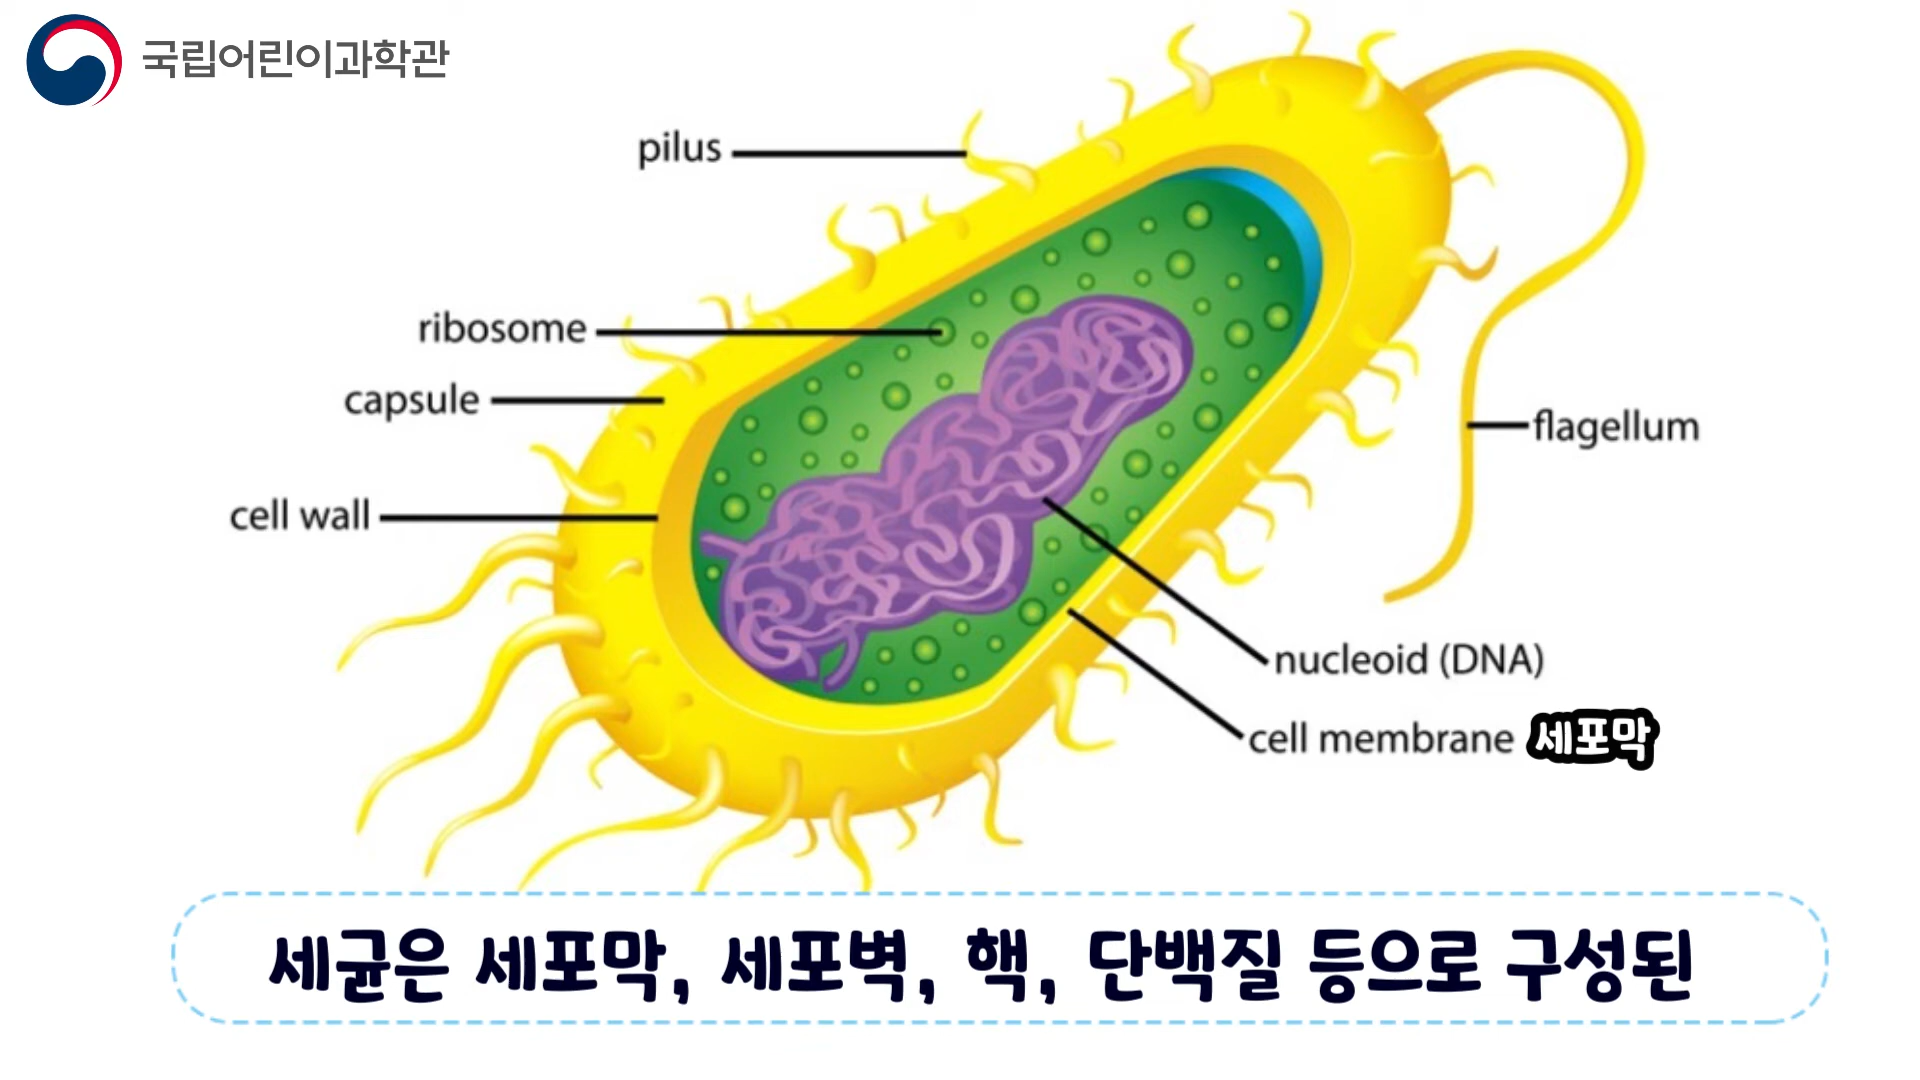 국립어린이과학관
pilus
ribosome
capsule
flagellum
cell wall
nucleoid (DNA)
cell membrane 세포막
세균은 세포막, 세포벽, 핵, 단백질 등으로 구성된